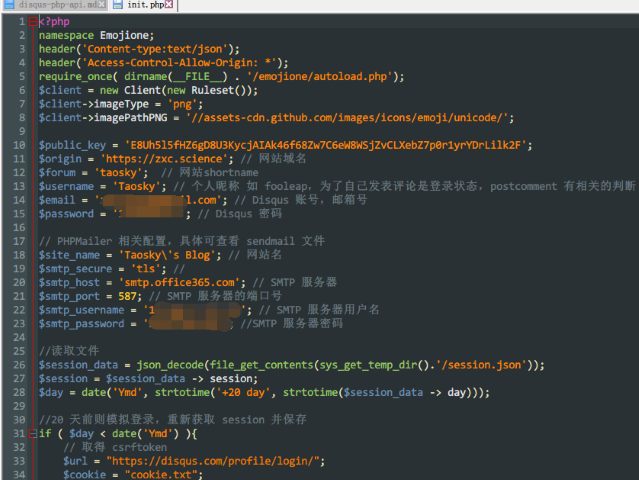 disqus-php-api.md
init.php
1 <?php
2 namespace Emojione;
3 header('Content-type:text/json');
4 header('Access-Control-Allow-Origin: *');
5 require_once( dirname(__FILE__) . '/emojione/autoload.php');
6 $client = new Client(new Ruleset());
7 $client->imageType = 'png';
8 $client->imagePathPNG = '//assets-cdn.github.com/images/icons/emoji/unicode/';
9
10 $public_key = 'E8Uh5l5fHZ6gD8U3KycjAIAk46f68Zw7C6eW8WSjZvCLXebZ7p0r1yrYDrLilk2F';
11 $origin = 'https://zxc.science'; // 网站域名
12 $forum = 'taosky'; // 网站shortname
13 $username = 'Taosky'; // 个人昵称 如 fooleap，为了自己发表评论是登录状态，postcomment 有相关的判断
14 $email = 'l.com'; // Disqus 账号，邮箱号
15 $password = ' '; // Disqus 密码
16
17 // PHPMailer 相关配置，具体可查看 sendmail 文件
18 $site_name = 'Taosky\'s Blog'; // 网站名
19 $smtp_secure = 'tls'; //
20 $smtp_host = 'smtp.office365.com'; // SMTP 服务器
21 $smtp_port = 587; // SMTP 服务器的端口号
22 $smtp_username = '1 '; // SMTP 服务器用户名
23 $smtp_password = ' '; //SMTP 服务器密码
24
25 //读取文件
26 $session_data = json_decode(file_get_contents(sys_get_temp_dir().'/session.json'));
27 $session = $session_data -> session;
28 $day = date('Ymd', strtotime('+20 day', strtotime($session_data -> day)));
29
30 //20 天前则模拟登录，重新获取 session 并保存
31 if ( $day < date('Ymd') ){
32 // 取得 csrftoken
33 $url = "https://disqus.com/profile/login/";
34 $cookie = "cookie.txt";